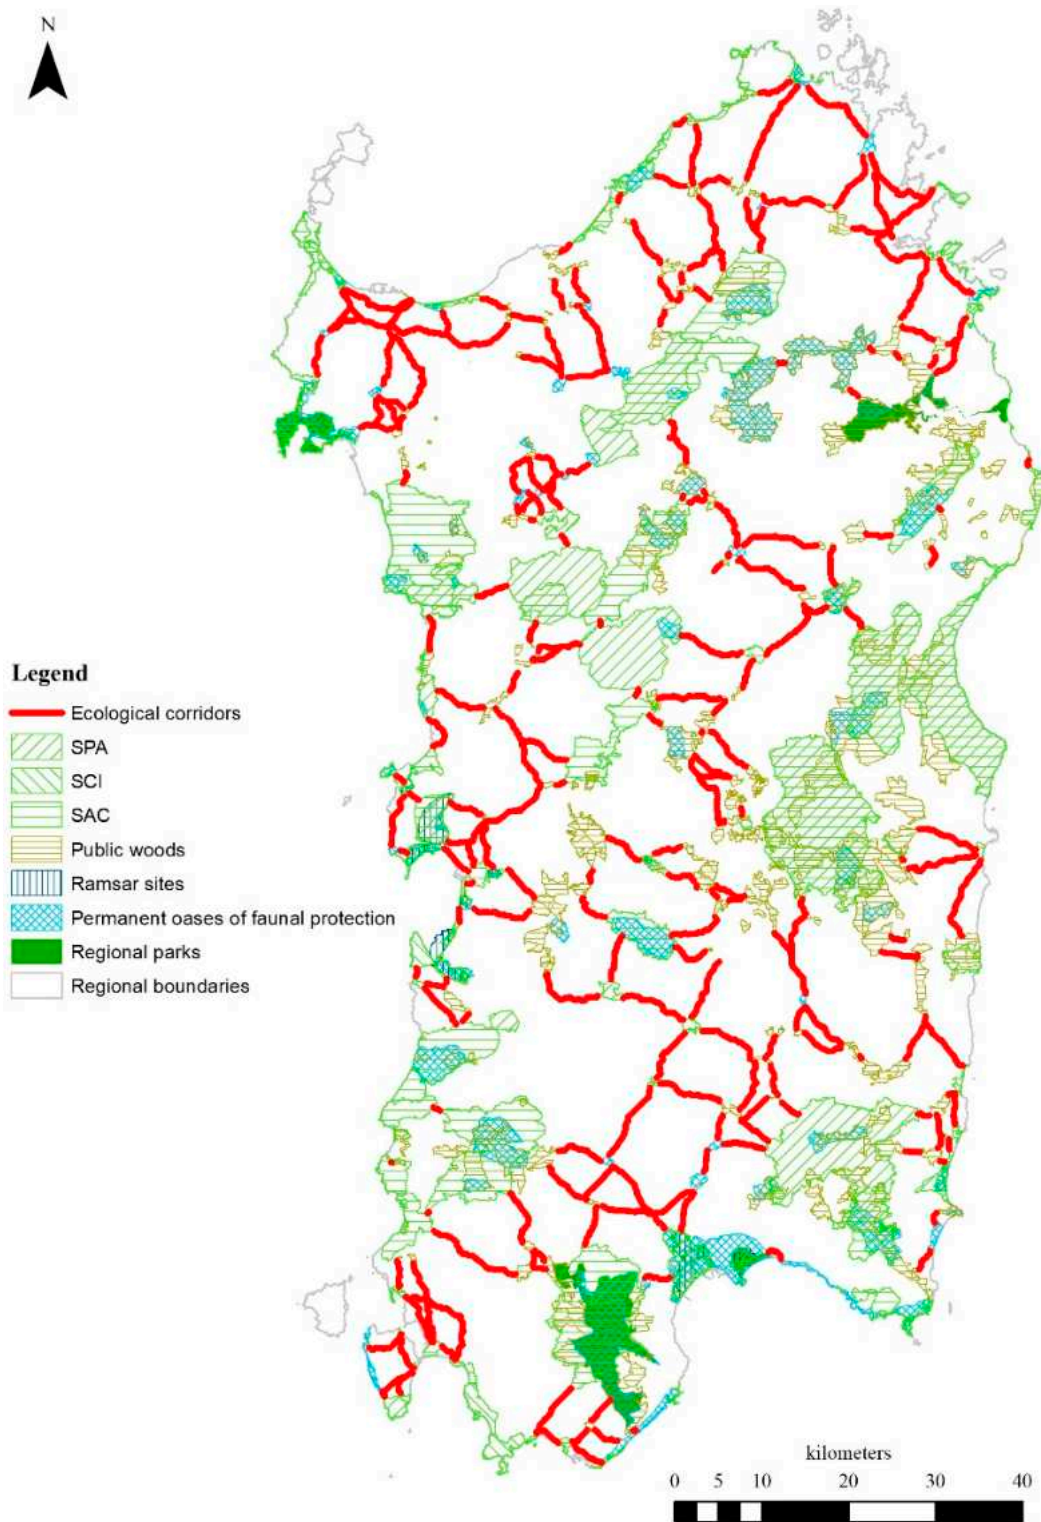 N
Legend
Ecological corridors
SPA
SCI
SAC
Public woods
Ramsar sites
Permanent oases of faunal protection
Regional parks
Regional boundaries
kilometers
0 5 10 20 30 40